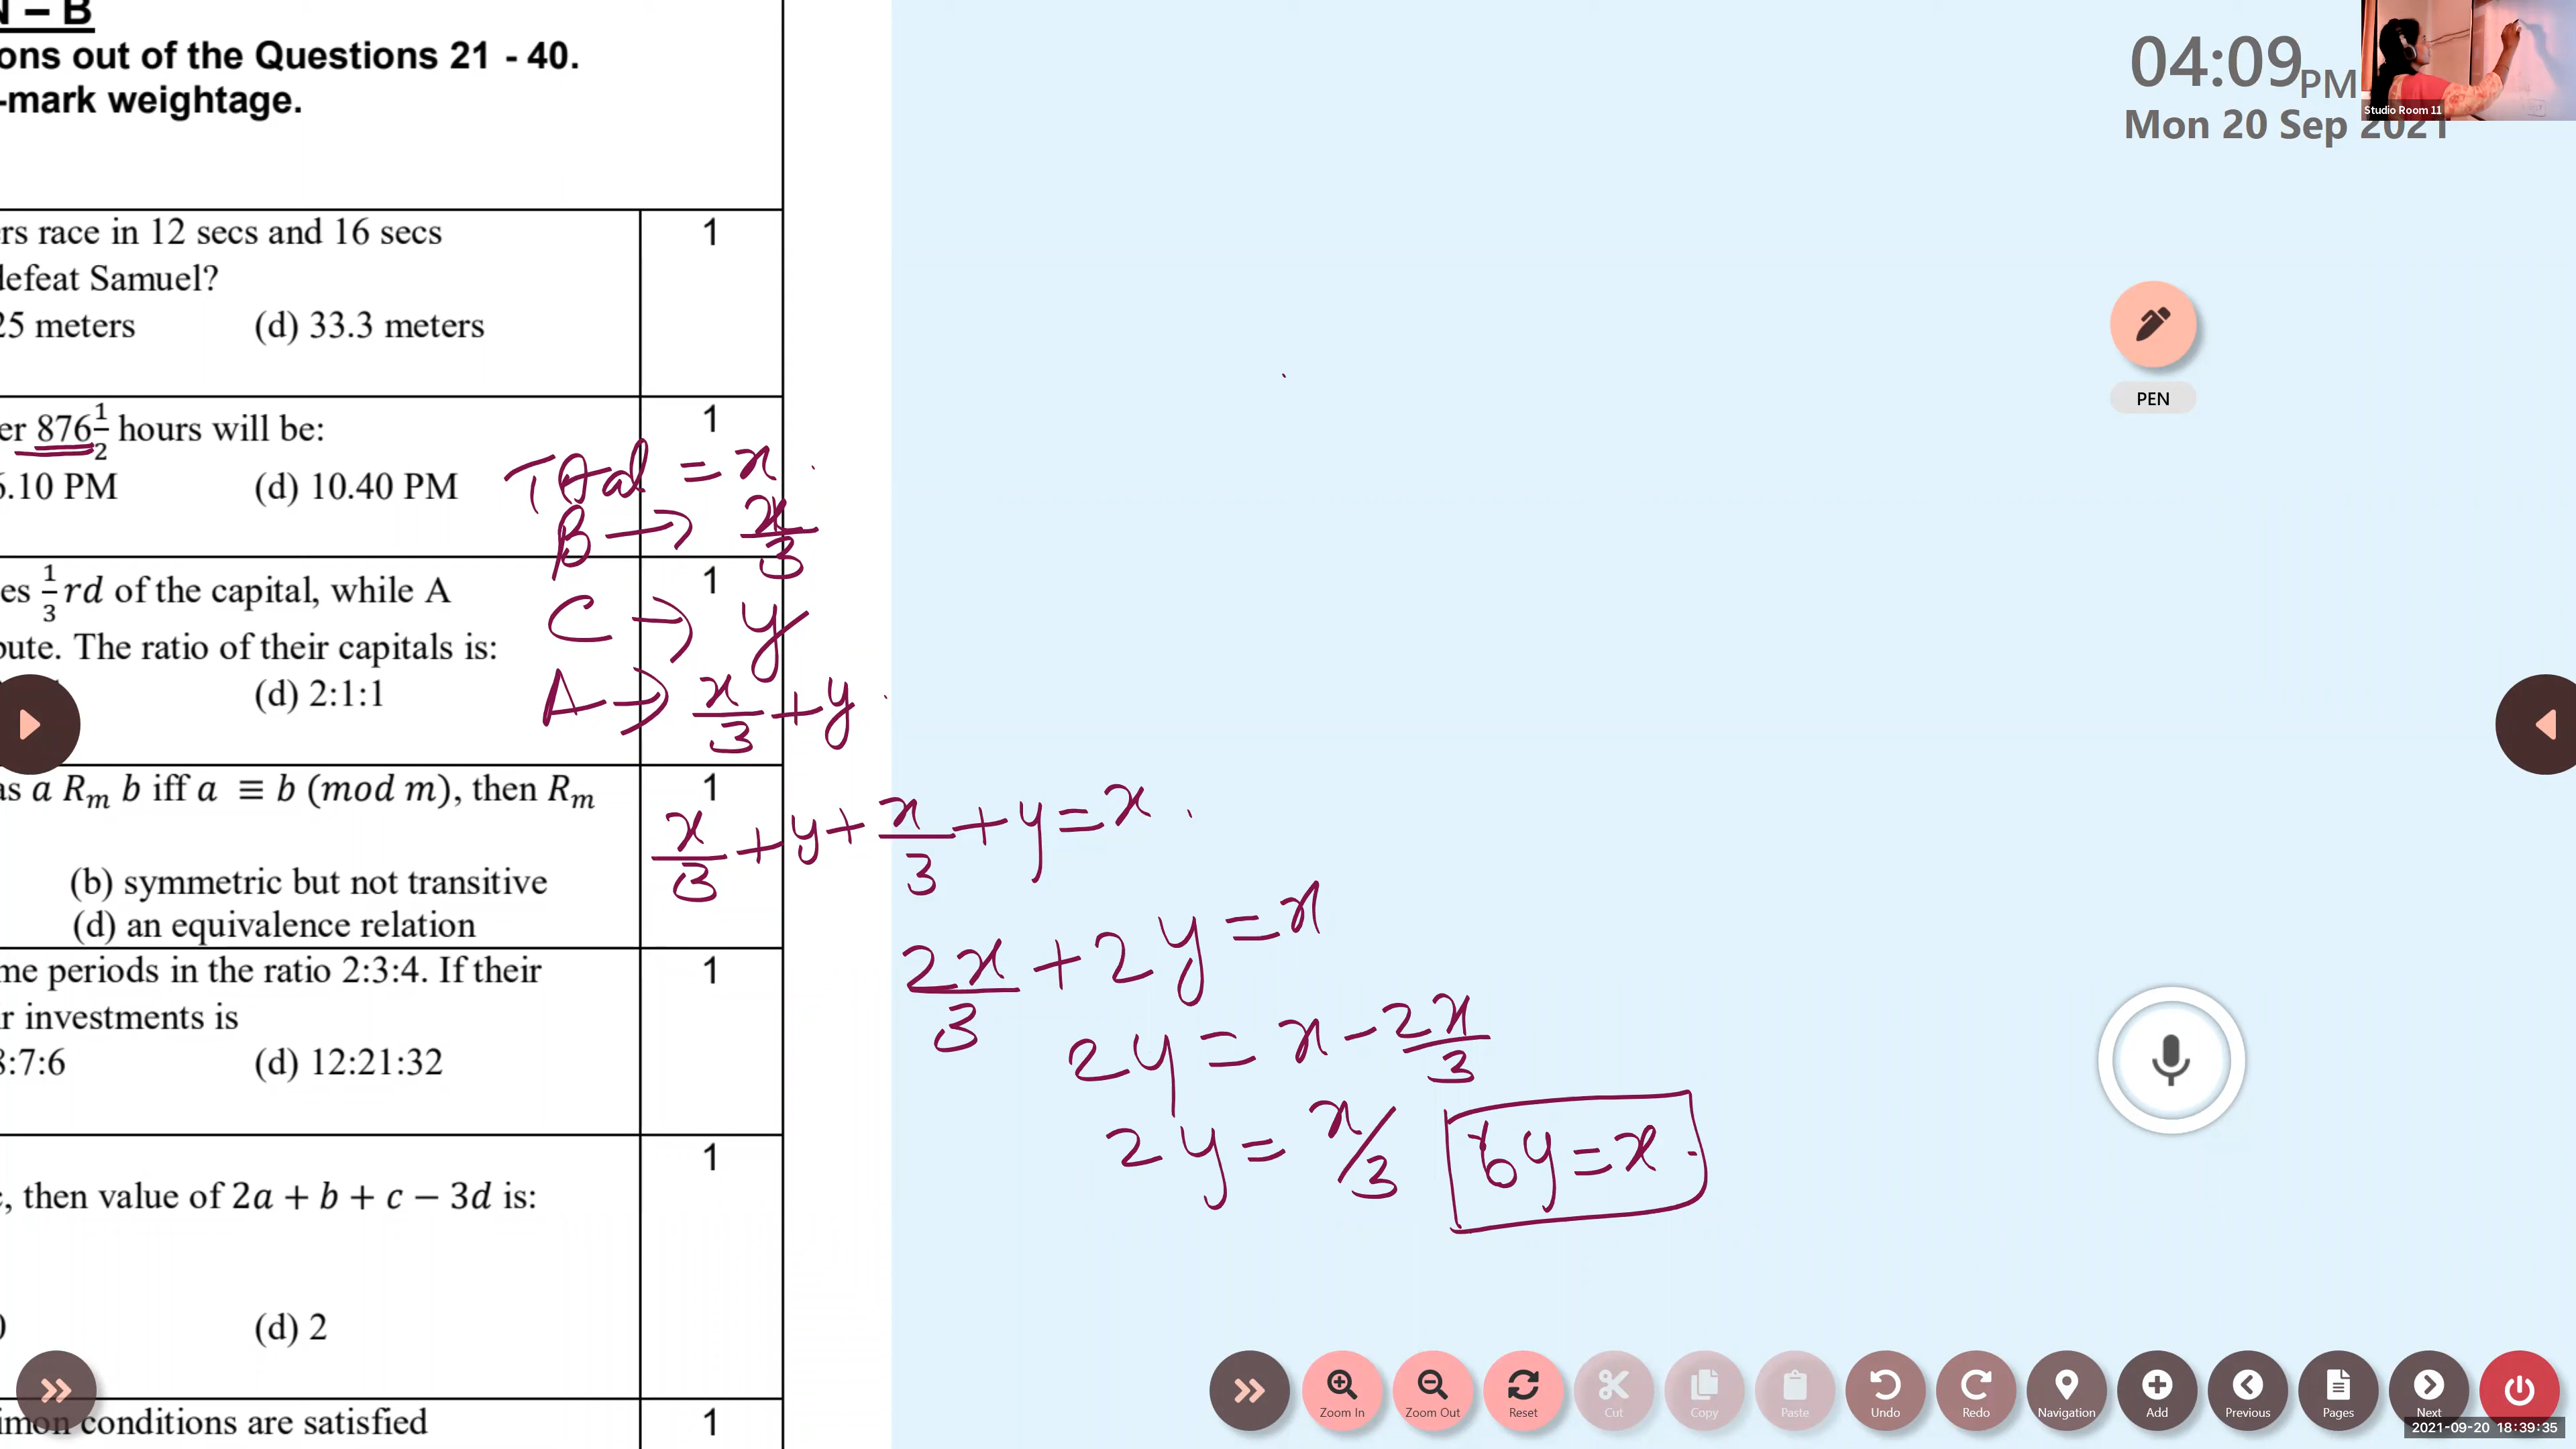 – B
ons out of the Questions 21 - 40.
-mark weightage.
04:09 PM
Mon 20 Sep 2021
Studio Room 11
rs race in 12 secs and 16 secs
1
defeat Samuel?
25 meters (d) 33.3 meters
PEN
er 876 1/2 hours will be:
1
5.10 PM (d) 10.40 PM
Total = x
B → x/3
es 1/3 rd of the capital, while A
1
C → y
oute. The ratio of their capitals is:
(d) 2:1:1
A → x/3 + y
as a Rm b iff a ≡ b (mod m), then Rm
1
x/3 + y + x/3 + y = x
(b) symmetric but not transitive
(d) an equivalence relation
2x/3 + 2y = x
me periods in the ratio 2:3:4. If their
1
r investments is
2y = x - 2x/3
8:7:6 (d) 12:21:32
2y = x/3
6y = x
1
, then value of 2a + b + c − 3d is:
(d) 2
imon conditions are satisfied
1
Zoom In
Zoom Out
Reset
Cut
Copy
Paste
Undo
Redo
Navigation
Add
Previous
Pages
Next
2021-09-20 18:39:35